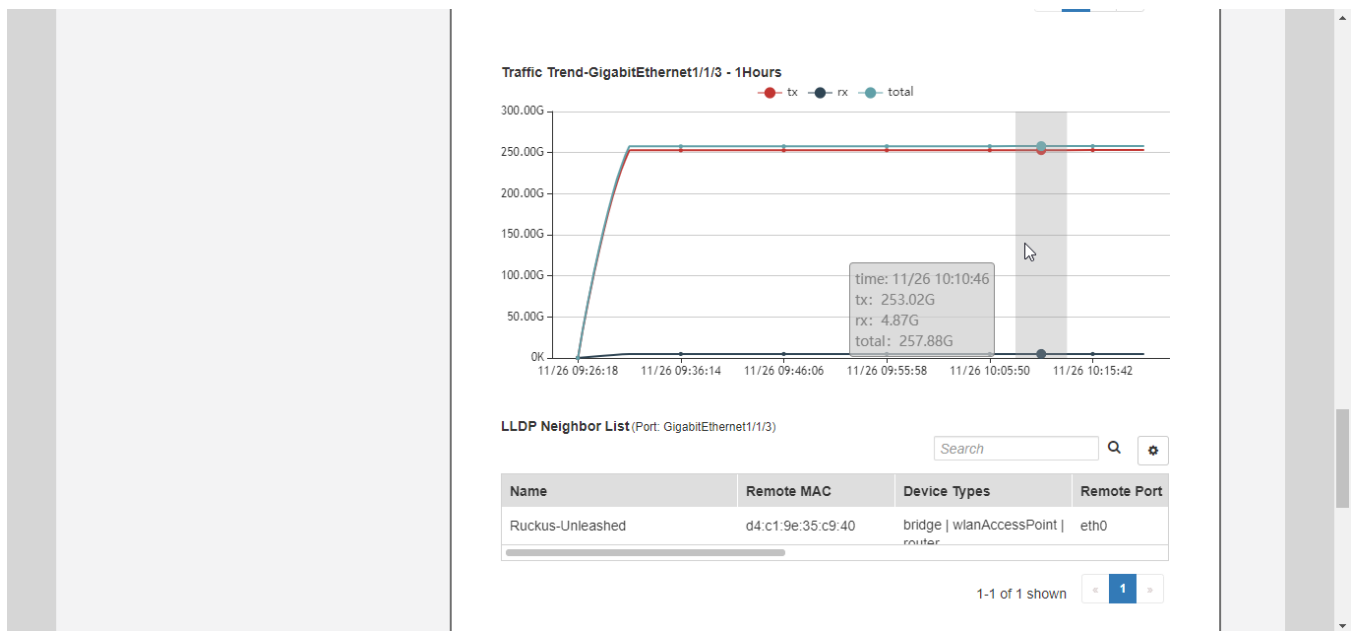 Traffic Trend-GigabitEthernet1/1/3 - 1Hours
tx rx total
300.00G
250.00G
200.00G
150.00G
100.00G
50.00G
0K
time: 11/26 10:10:46
tx: 253.02G
rx: 4.87G
total: 257.88G
11/26 09:26:18 11/26 09:36:14 11/26 09:46:06 11/26 09:55:58 11/26 10:05:50 11/26 10:15:42
LLDP Neighbor List (Port: GigabitEthernet1/1/3)
Search
Name Remote MAC Device Types Remote Port
Ruckus-Unleashed d4:c1:9e:35:c9:40 bridge | wlanAccessPoint | eth0
router
1-1 of 1 shown « 1 »